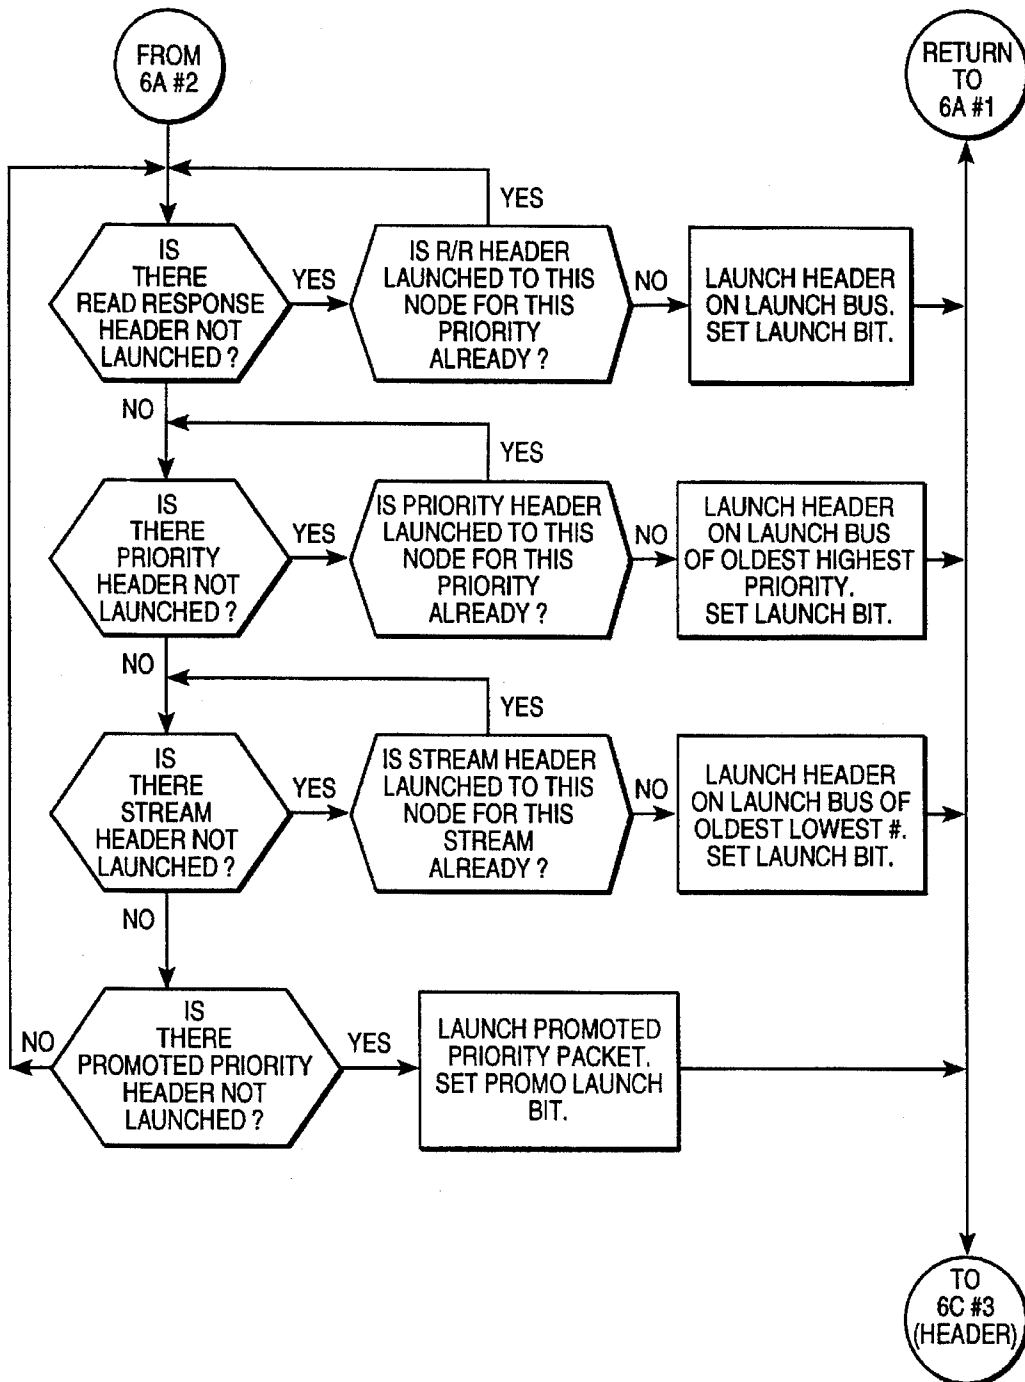 FROM
6A #2
RETURN
TO
6A #1
YES
IS
THERE
READ RESPONSE
HEADER NOT
LAUNCHED ?
YES
IS R/R HEADER
LAUNCHED TO THIS
NODE FOR THIS
PRIORITY
ALREADY ?
NO
LAUNCH HEADER
ON LAUNCH BUS.
SET LAUNCH BIT.
NO
YES
IS
THERE
PRIORITY
HEADER NOT
LAUNCHED ?
YES
IS PRIORITY HEADER
LAUNCHED TO THIS
NODE FOR THIS
PRIORITY
ALREADY ?
NO
LAUNCH HEADER
ON LAUNCH BUS
OF OLDEST HIGHEST
PRIORITY.
SET LAUNCH BIT.
NO
YES
IS
THERE
STREAM
HEADER NOT
LAUNCHED ?
YES
IS STREAM HEADER
LAUNCHED TO THIS
NODE FOR THIS
STREAM
ALREADY ?
NO
LAUNCH HEADER
ON LAUNCH BUS OF
OLDEST LOWEST #.
SET LAUNCH BIT.
NO
NO
IS
THERE
PROMOTED PRIORITY
HEADER NOT
LAUNCHED ?
YES
LAUNCH PROMOTED
PRIORITY PACKET.
SET PROMO LAUNCH
BIT.
TO
6C #3
(HEADER)